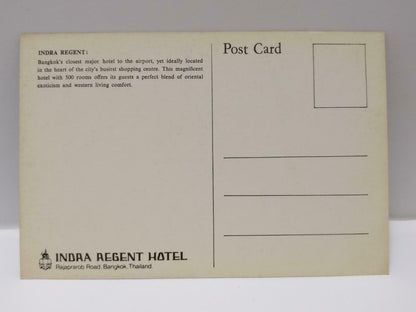 INDRA REGENT:
Bangkok's closest major hotel to the airport, yet ideally located
in the heart of the city's busiest shopping centre. This magnificent
hotel with 500 rooms offers its guests a perfect blend of oriental
exoticism and western living comfort.
Post Card
INDRA REGENT HOTEL
Rajaprarob Road, Bangkok, Thailand.